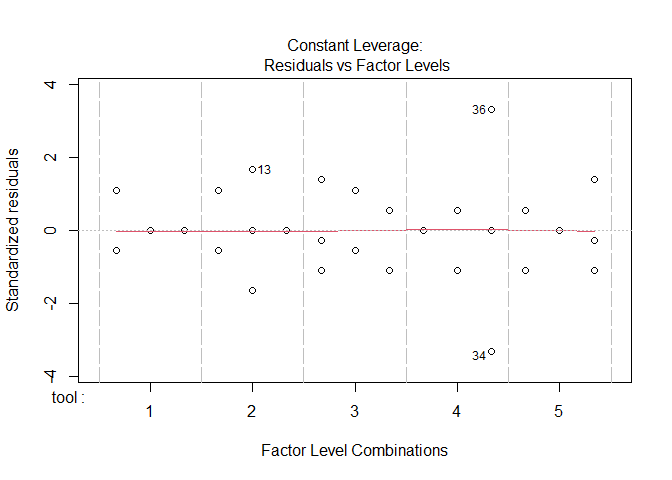 Constant Leverage:
Residuals vs Factor Levels
Standardized residuals
4
2
0
-2
-4
36
13
34
tool :
1 2 3 4 5
Factor Level Combinations